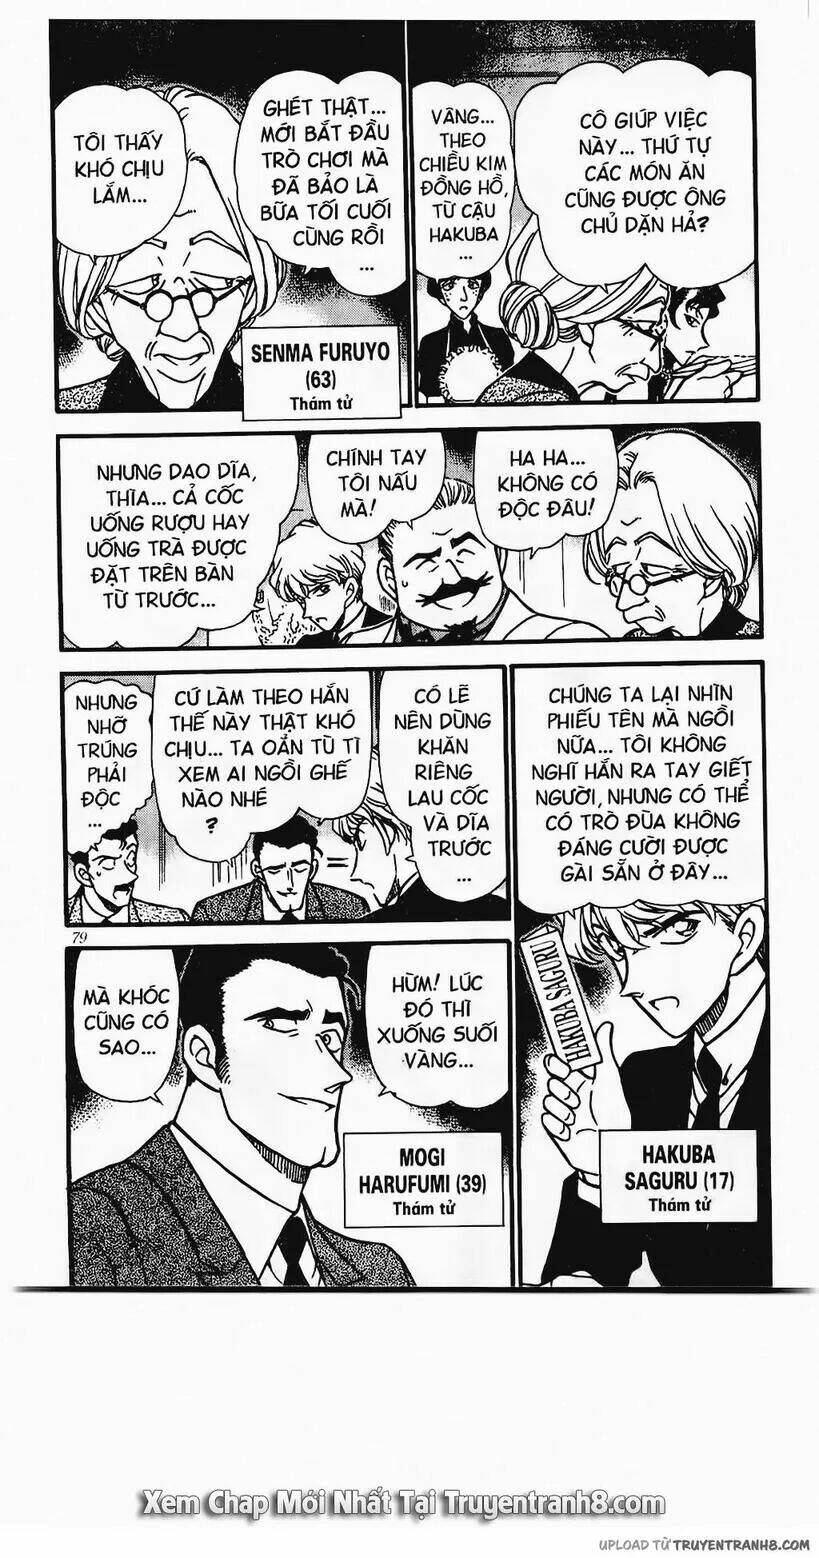 CÔ GIÚP VIỆC
NÀY... THỨ TỰ
CÁC MÓN ĂN
CŨNG ĐƯỢC ÔNG
CHỦ DẶN HẢ?
VÂNG...
THEO
CHIỀU KIM
ĐỒNG HỒ,
TỪ CẬU
HAKUBA
...
GHÉT THẬT...
MỚI BẮT ĐẦU
TRÒ CHƠI MÀ
ĐÃ BẢO LÀ
BỮA TỐI CUỐI
CÙNG RỒI
...
TÔI THẤY
KHÓ CHỊU
LẮM...
SENMA FURUYO
(63)
Thám tử
HA HA...
KHÔNG CÓ
ĐỘC ĐÂU!
CHÍNH TAY
TÔI NẤU
MÀ!
NHƯNG DAO DĨA,
THÌA... CẢ CỐC
UỐNG RƯỢU HAY
UỐNG TRÀ ĐƯỢC
ĐẶT TRÊN BÀN
TỪ TRƯỚC...
CHÚNG TA LẠI NHÌN
PHIẾU TÊN MÀ NGỒI
NỮA... TÔI KHÔNG
NGHĨ HẮN RA TAY GIẾT
NGƯỜI, NHƯNG CÓ THỂ
CÓ TRÒ ĐÙA KHÔNG
ĐÁNG CƯỜI ĐƯỢC
GÀI SẴN Ở ĐÂY...
HAKUBA SAGURU
HAKUBA
SAGURU (17)
Thám tử
CÓ LẼ
NÊN DÙNG
KHĂN
RIÊNG
LAU CỐC
VÀ DĨA
TRƯỚC
...
CỨ LÀM THEO HẮN
THẾ NÀY THẬT KHÓ
CHỊU... TA OẲN TÙ TÌ
XEM AI NGỒI GHẾ
NÀO NHÉ
?
NHƯNG
NHỠ
TRÚNG
PHẢI
ĐỘC
...
79
HỪM! LÚC
ĐÓ THÌ
XUỐNG SUỐI
VÀNG...
MÀ KHÓC
CŨNG CÓ
SAO...
MOGI
HARUFUMI (39)
Thám tử
Xem Chap Mới Nhất Tại Truyentranh8.com
UPLOAD TỪ TRUYENTRANH8.COM